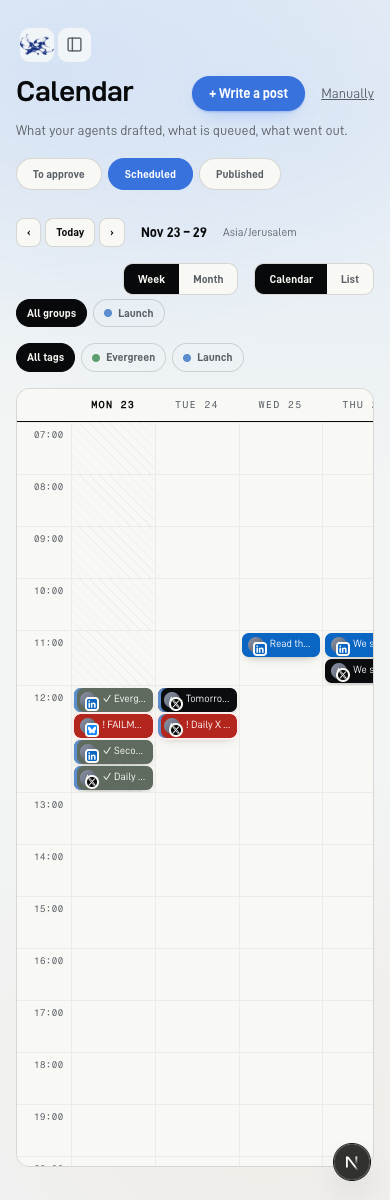 Calendar
+ Write a post
Manually
What your agents drafted, what is queued, what went out.
To approve
Scheduled
Published
‹
Today
›
Nov 23 – 29
Asia/Jerusalem
Week
Month
Calendar
List
All groups
Launch
All tags
Evergreen
Launch
MON 23
TUE 24
WED 25
THU
07:00
08:00
09:00
10:00
11:00
Read th...
We s
We s
12:00
✓ Everg...
Tomorro...
! FAILM...
! Daily X ...
✓ Seco...
✓ Daily ...
13:00
14:00
15:00
16:00
17:00
18:00
19:00
N